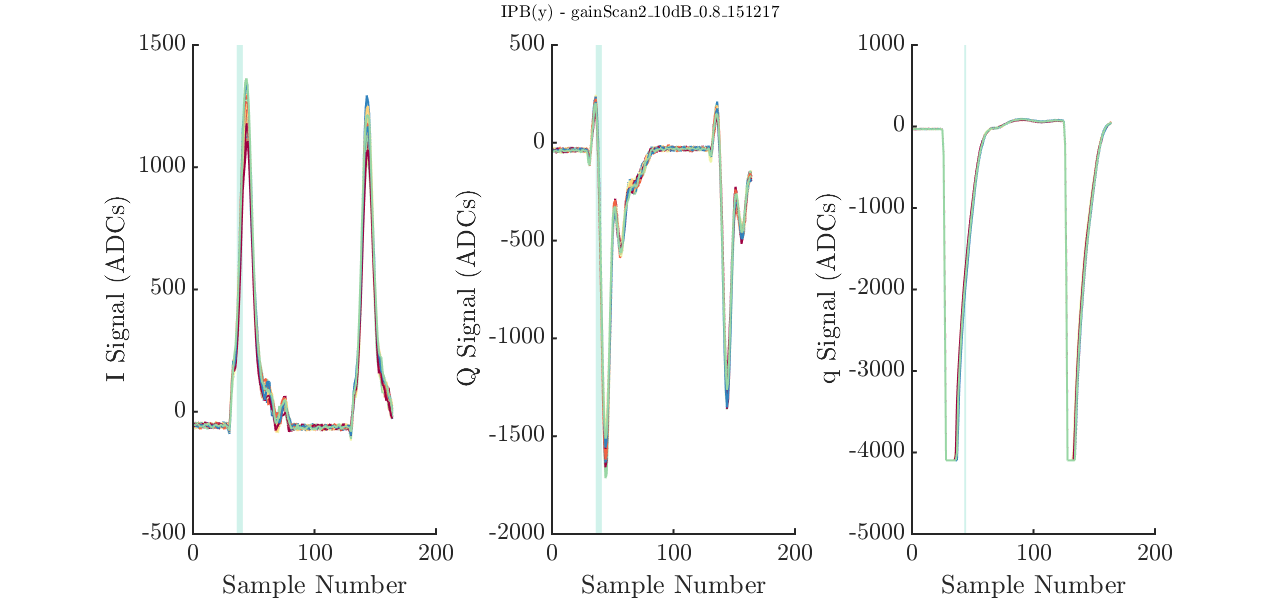 IPB(y) - gainScan2_10dB_0.8_151217
I Signal (ADCs)
1500
1000
500
0
-500
0 100 200
Sample Number
Q Signal (ADCs)
500
0
-500
-1000
-1500
-2000
0 100 200
Sample Number
q Signal (ADCs)
1000
0
-1000
-2000
-3000
-4000
-5000
0 100 200
Sample Number